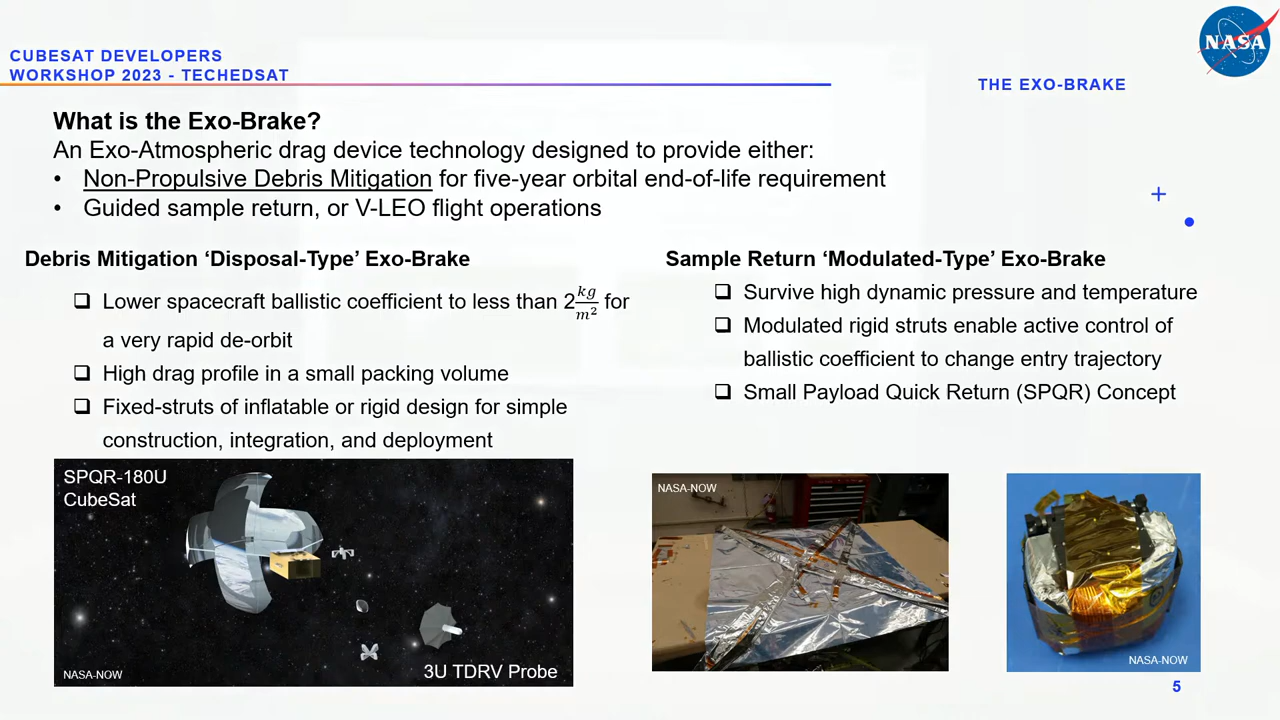 CUBESAT DEVELOPERS
WORKSHOP 2023 - TECHEDSAT
NASA
THE EXO-BRAKE
What is the Exo-Brake?
An Exo-Atmospheric drag device technology designed to provide either:
• Non-Propulsive Debris Mitigation for five-year orbital end-of-life requirement
• Guided sample return, or V-LEO flight operations
Debris Mitigation ‘Disposal-Type’ Exo-Brake
❑ Lower spacecraft ballistic coefficient to less than 2 kg/m² for
a very rapid de-orbit
❑ High drag profile in a small packing volume
❑ Fixed-struts of inflatable or rigid design for simple
construction, integration, and deployment
Sample Return ‘Modulated-Type’ Exo-Brake
❑ Survive high dynamic pressure and temperature
❑ Modulated rigid struts enable active control of
ballistic coefficient to change entry trajectory
❑ Small Payload Quick Return (SPQR) Concept
SPQR-180U
CubeSat
NASA-NOW
3U TDRV Probe
NASA-NOW
NASA-NOW
5